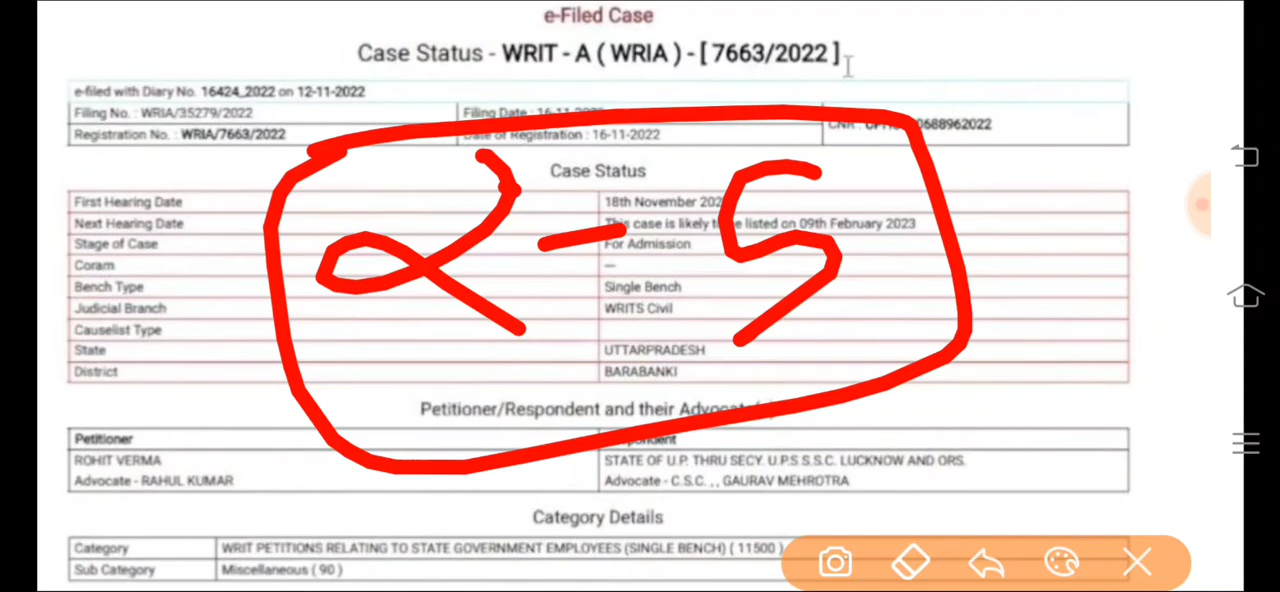 e-Filed Case
Case Status - WRIT - A ( WRIA ) - [ 7663/2022 ]
e-filed with Diary No. 16424_2022 on 12-11-2022
Filing No. : WRIA/35279/2022 Filing Date : 16-11-2022
Registration No. : WRIA/7663/2022 Date of Registration : 16-11-2022 CNR : 0688962022
Case Status
First Hearing Date 18th November 202
Next Hearing Date This case is likely to be listed on 09th February 2023
Stage of Case For Admission
Coram —
Bench Type Single Bench
Judicial Branch WRITS Civil
Causelist Type
State UTTARPRADESH
District BARABANKI
2 - 5
Petitioner/Respondent and their Advocate(s)
Petitioner Respondent
ROHIT VERMA STATE OF U.P. THRU SECY. U.P.S.S.S.C. LUCKNOW AND ORS.
Advocate - RAHUL KUMAR Advocate - C.S.C. , , GAURAV MEHROTRA
Category Details
Category WRIT PETITIONS RELATING TO STATE GOVERNMENT EMPLOYEES (SINGLE BENCH) ( 11500 )
Sub Category Miscellaneous ( 90 )